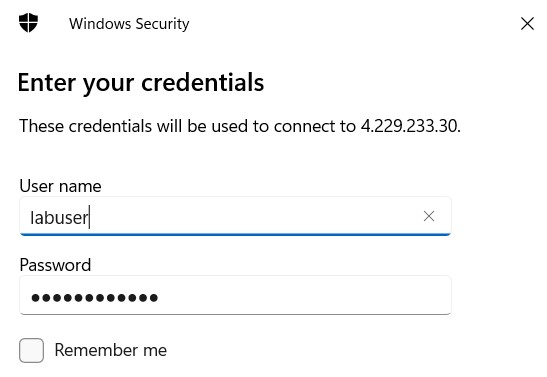 Windows Security
Enter your credentials
These credentials will be used to connect to 4.229.233.30.
User name
labuser
Password
●●●●●●●●●●●●
Remember me